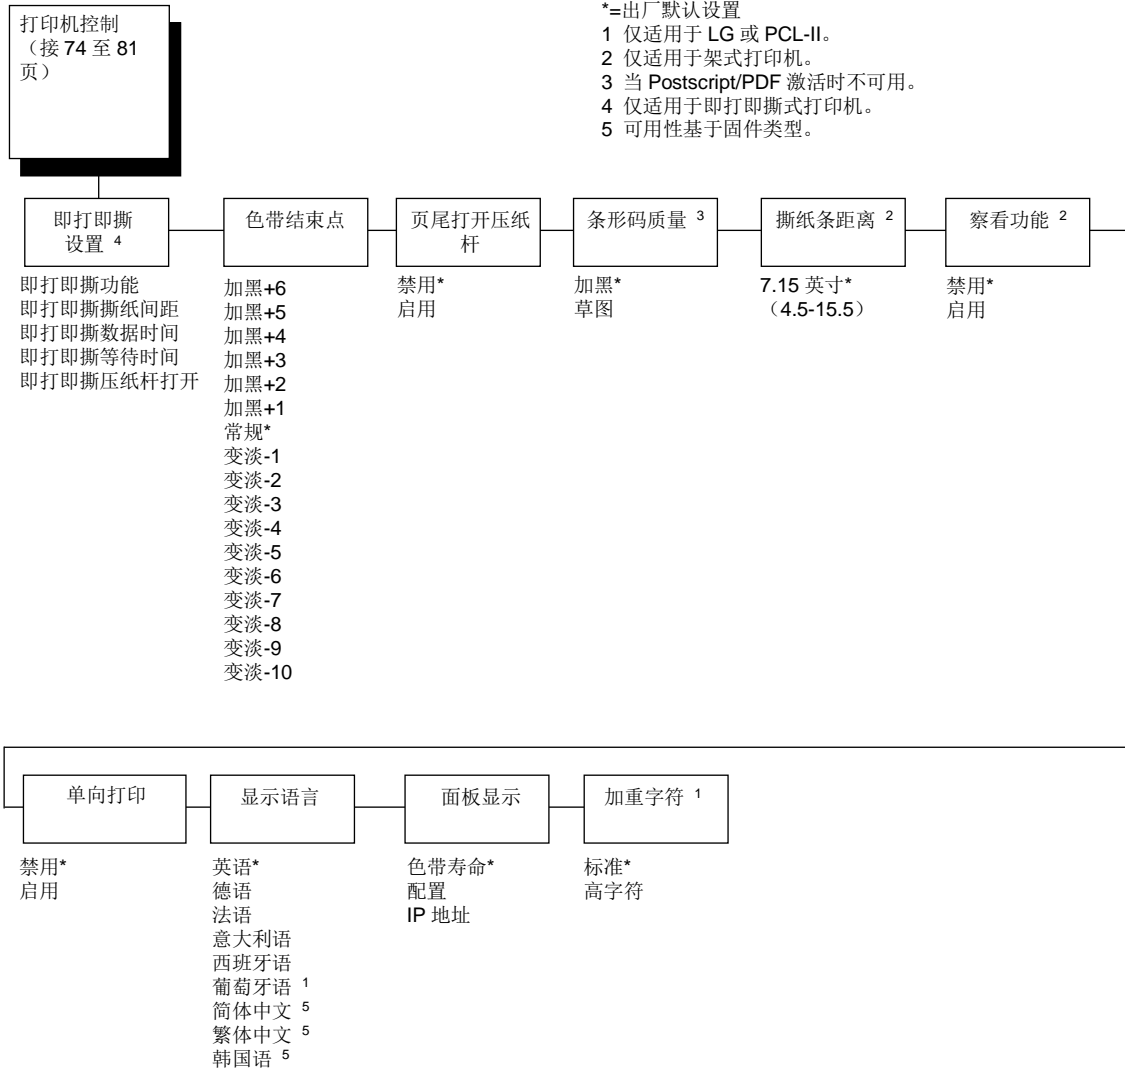 打印机控制
（接 74 至 81
页）
*=出厂默认设置
1 仅适用于 LG 或 PCL-II。
2 仅适用于架式打印机。
3 当 Postscript/PDF 激活时不可用。
4 仅适用于即打即撕式打印机。
5 可用性基于固件类型。
即打即撕
设置 4
即打即撕功能
即打即撕撕纸间距
即打即撕数据时间
即打即撕等待时间
即打即撕压纸杆打开
色带结束点
加黑+6
加黑+5
加黑+4
加黑+3
加黑+2
加黑+1
常规*
变淡-1
变淡-2
变淡-3
变淡-4
变淡-5
变淡-6
变淡-7
变淡-8
变淡-9
变淡-10
页尾打开压纸
杆
禁用*
启用
条形码质量 3
加黑*
草图
撕纸条距离 2
7.15 英寸*
（4.5-15.5）
察看功能 2
禁用*
启用
单向打印
禁用*
启用
显示语言
英语*
德语
法语
意大利语
西班牙语
葡萄牙语 1
简体中文 5
繁体中文 5
韩国语 5
面板显示
色带寿命*
配置
IP 地址
加重字符 1
标准*
高字符